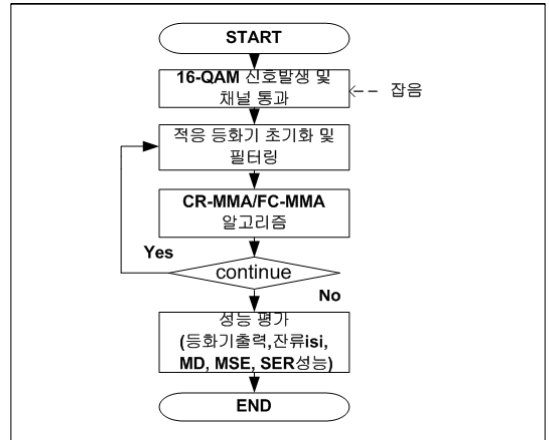 START
16-QAM 신호발생 및
채널 통과
잡음
적응 등화기 초기화 및
필터링
CR-MMA/FC-MMA
알고리즘
Yes
continue
No
성능 평가
(등화기출력,잔류isi,
MD, MSE, SER성능)
END